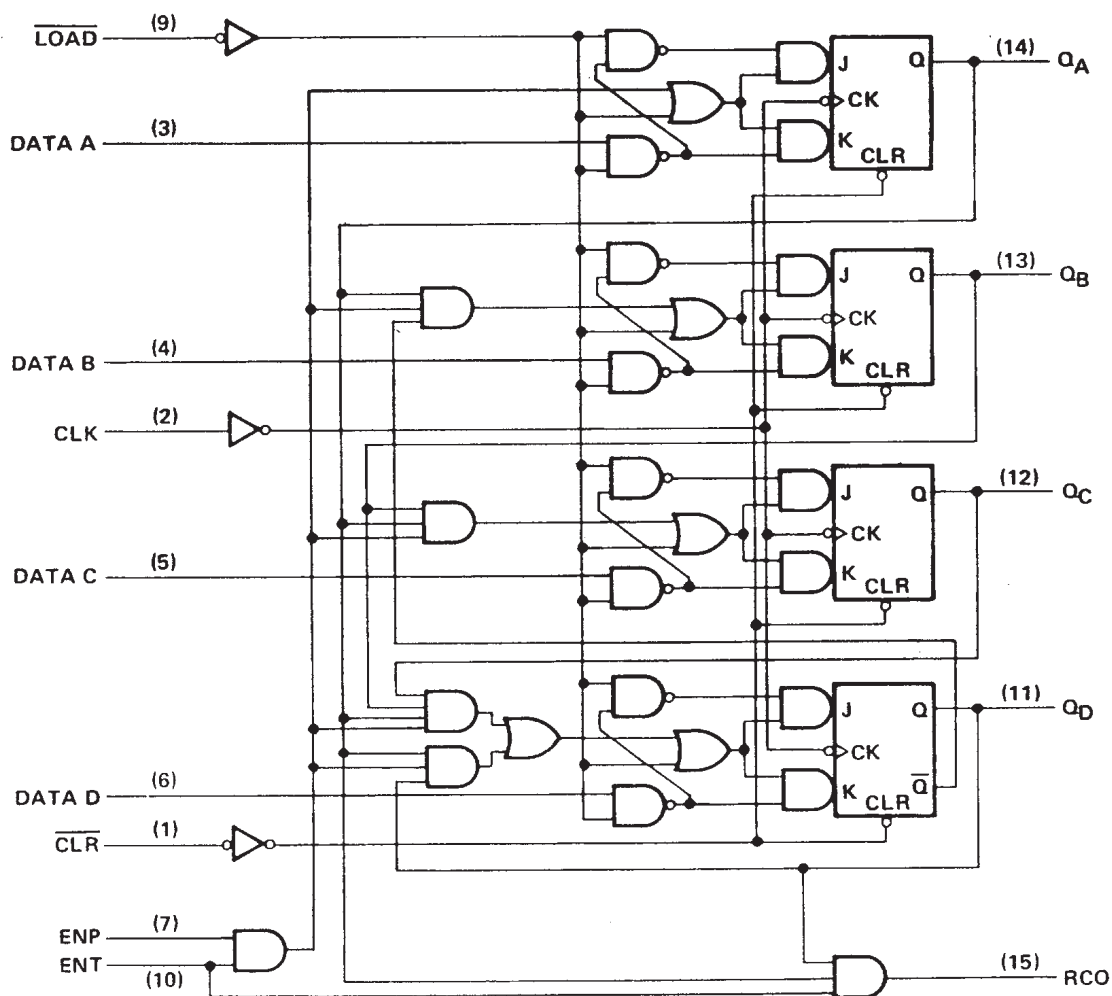 LOAD (9)
J Q (14) QA
CK
DATA A (3)
K
CLR
J Q (13) QB
CK
DATA B (4)
K
CLR
CLK (2)
J Q (12) QC
CK
DATA C (5)
K
CLR
J Q (11) QD
CK
DATA D (6)
K Q
CLR
CLR (1)
ENP (7)
ENT (10)
(15) RCO